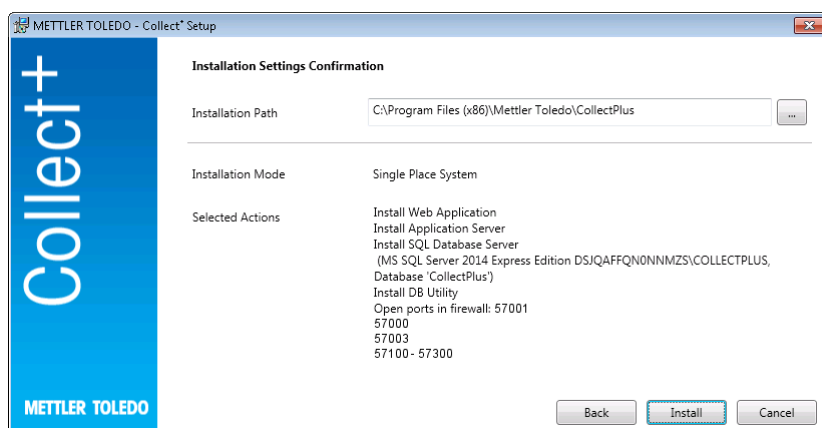 METTLER TOLEDO - Collect+ Setup
Collect+
Installation Settings Confirmation
Installation Path
C:\Program Files (x86)\Mettler Toledo\CollectPlus
...
Installation Mode
Single Place System
Selected Actions
Install Web Application
Install Application Server
Install SQL Database Server
(MS SQL Server 2014 Express Edition DSJQAFFQN0NNMZS\COLLECTPLUS,
Database 'CollectPlus')
Install DB Utility
Open ports in firewall: 57001
57000
57003
57100 - 57300
METTLER TOLEDO
Back
Install
Cancel